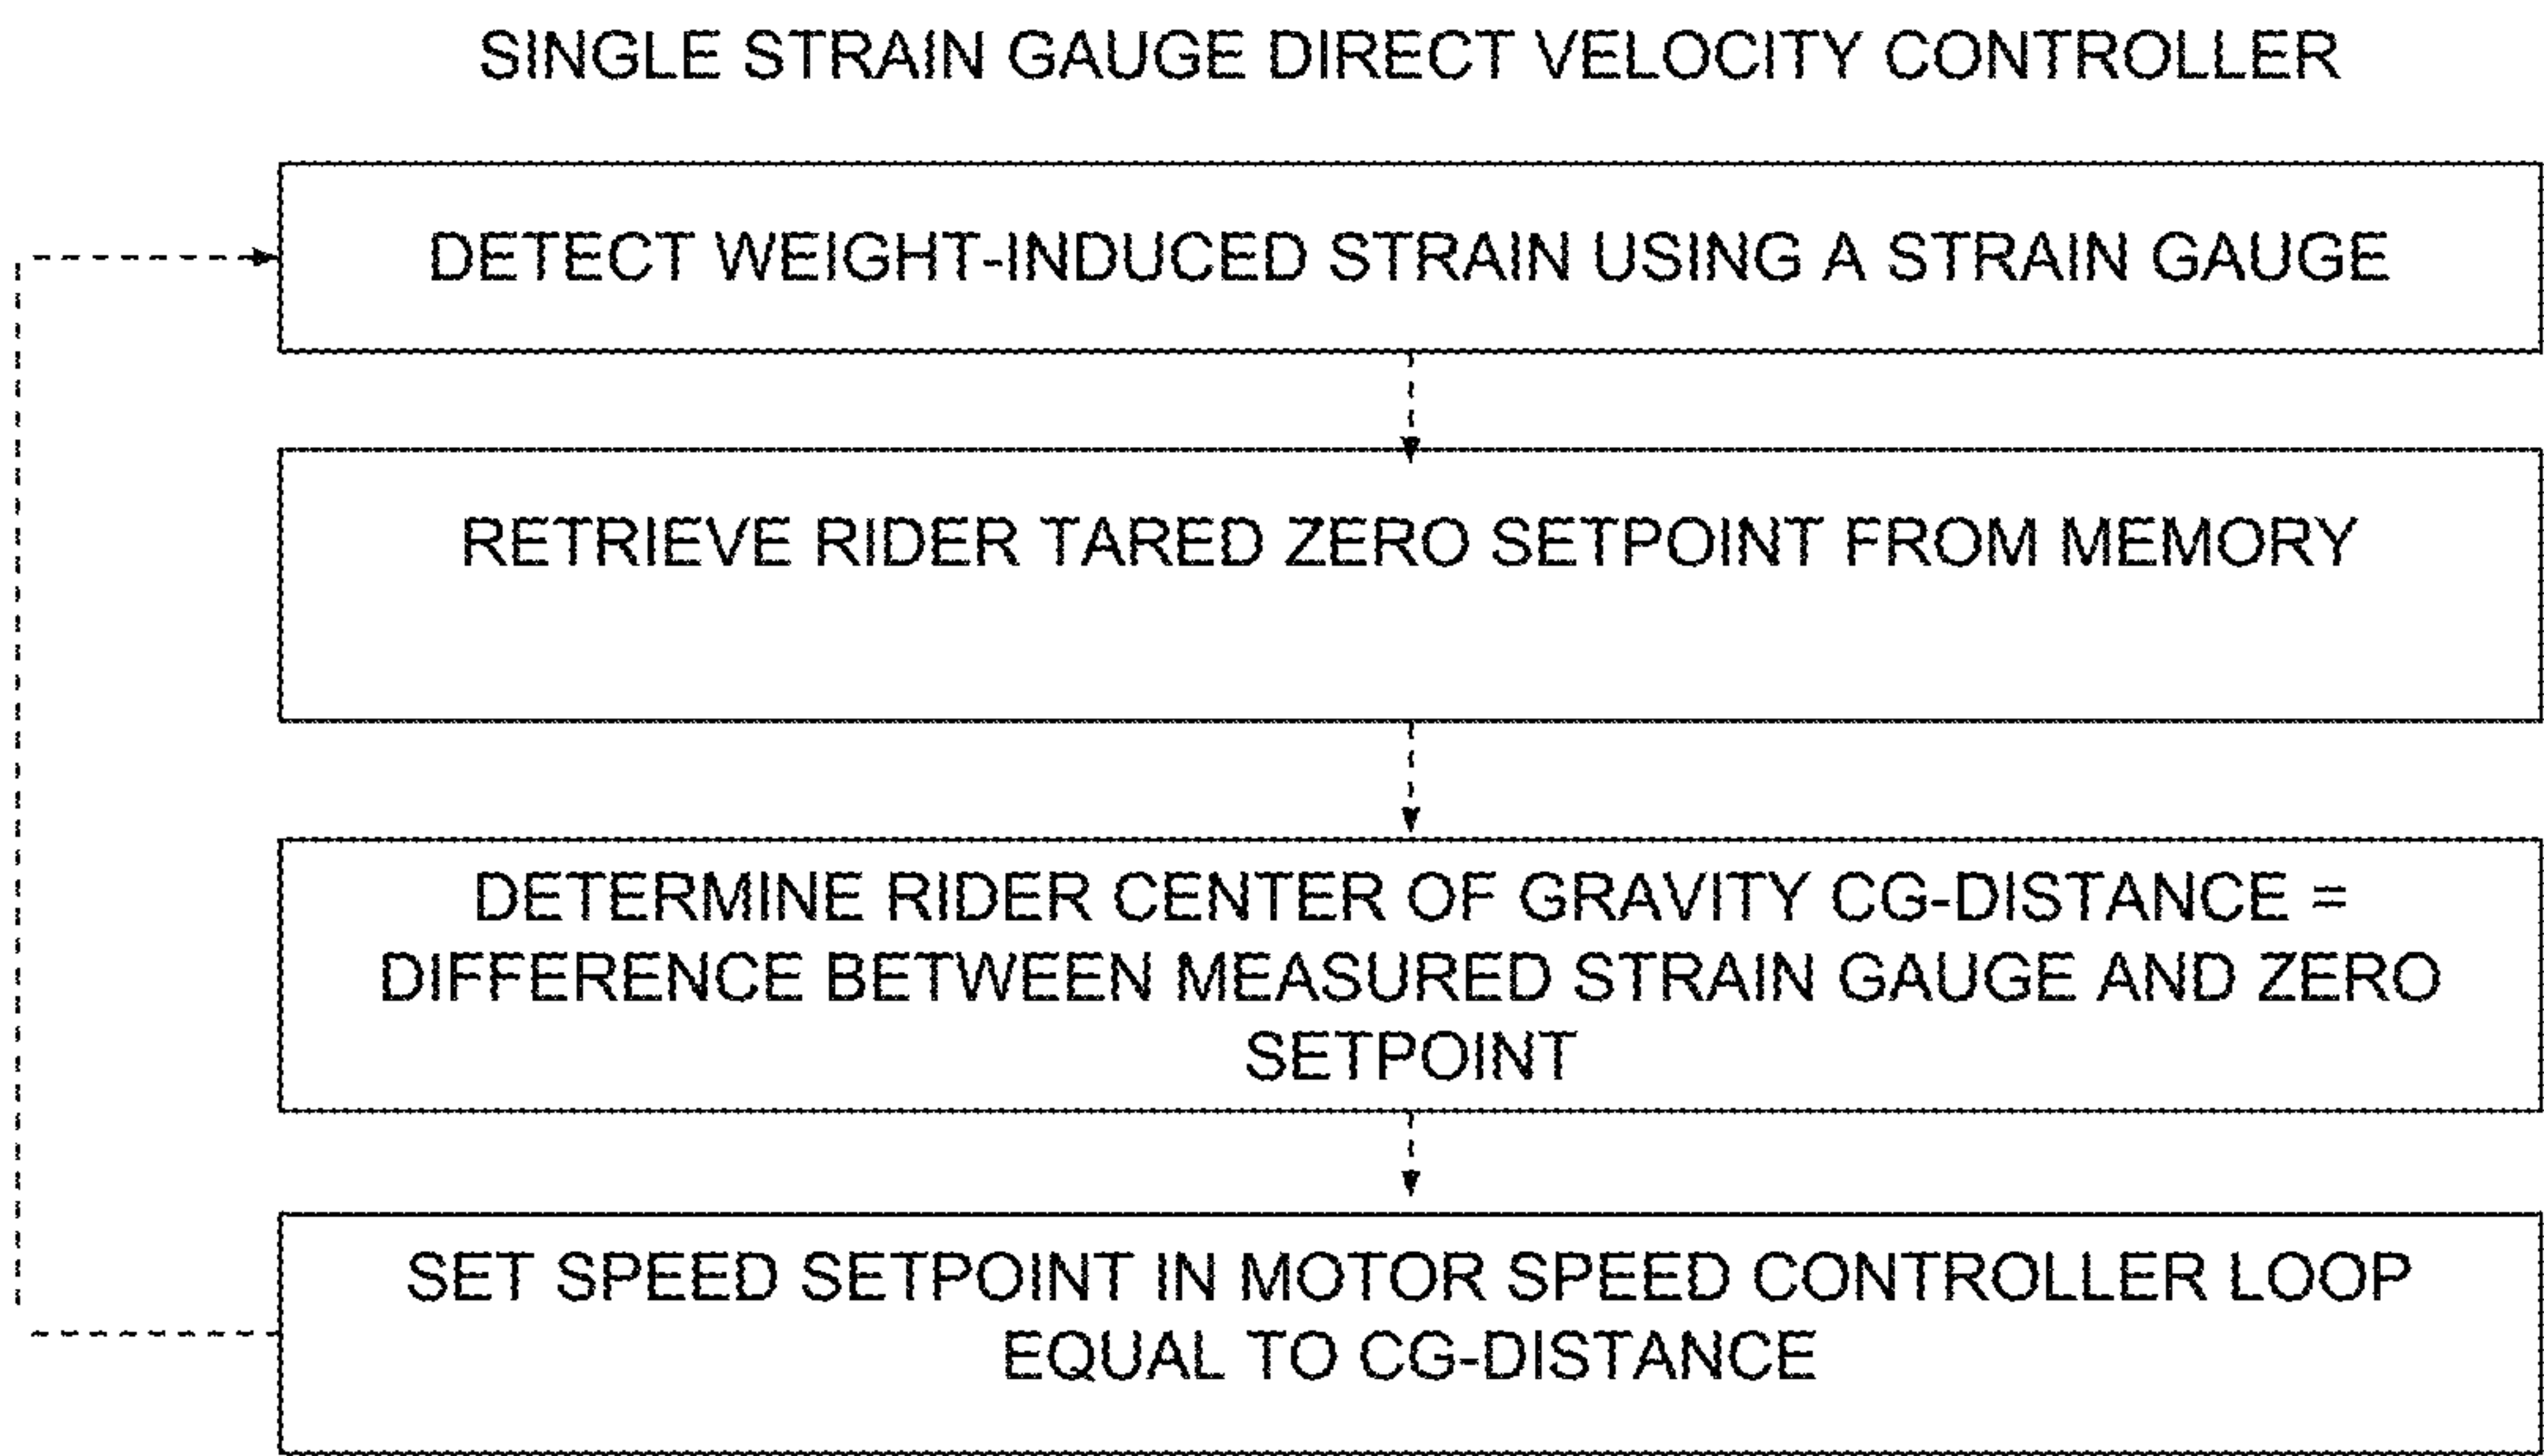 SINGLE STRAIN GAUGE DIRECT VELOCITY CONTROLLER
DETECT WEIGHT-INDUCED STRAIN USING A STRAIN GAUGE
RETRIEVE RIDER TARED ZERO SETPOINT FROM MEMORY
DETERMINE RIDER CENTER OF GRAVITY CG-DISTANCE =
DIFFERENCE BETWEEN MEASURED STRAIN GAUGE AND ZERO
SETPOINT
SET SPEED SETPOINT IN MOTOR SPEED CONTROLLER LOOP
EQUAL TO CG-DISTANCE